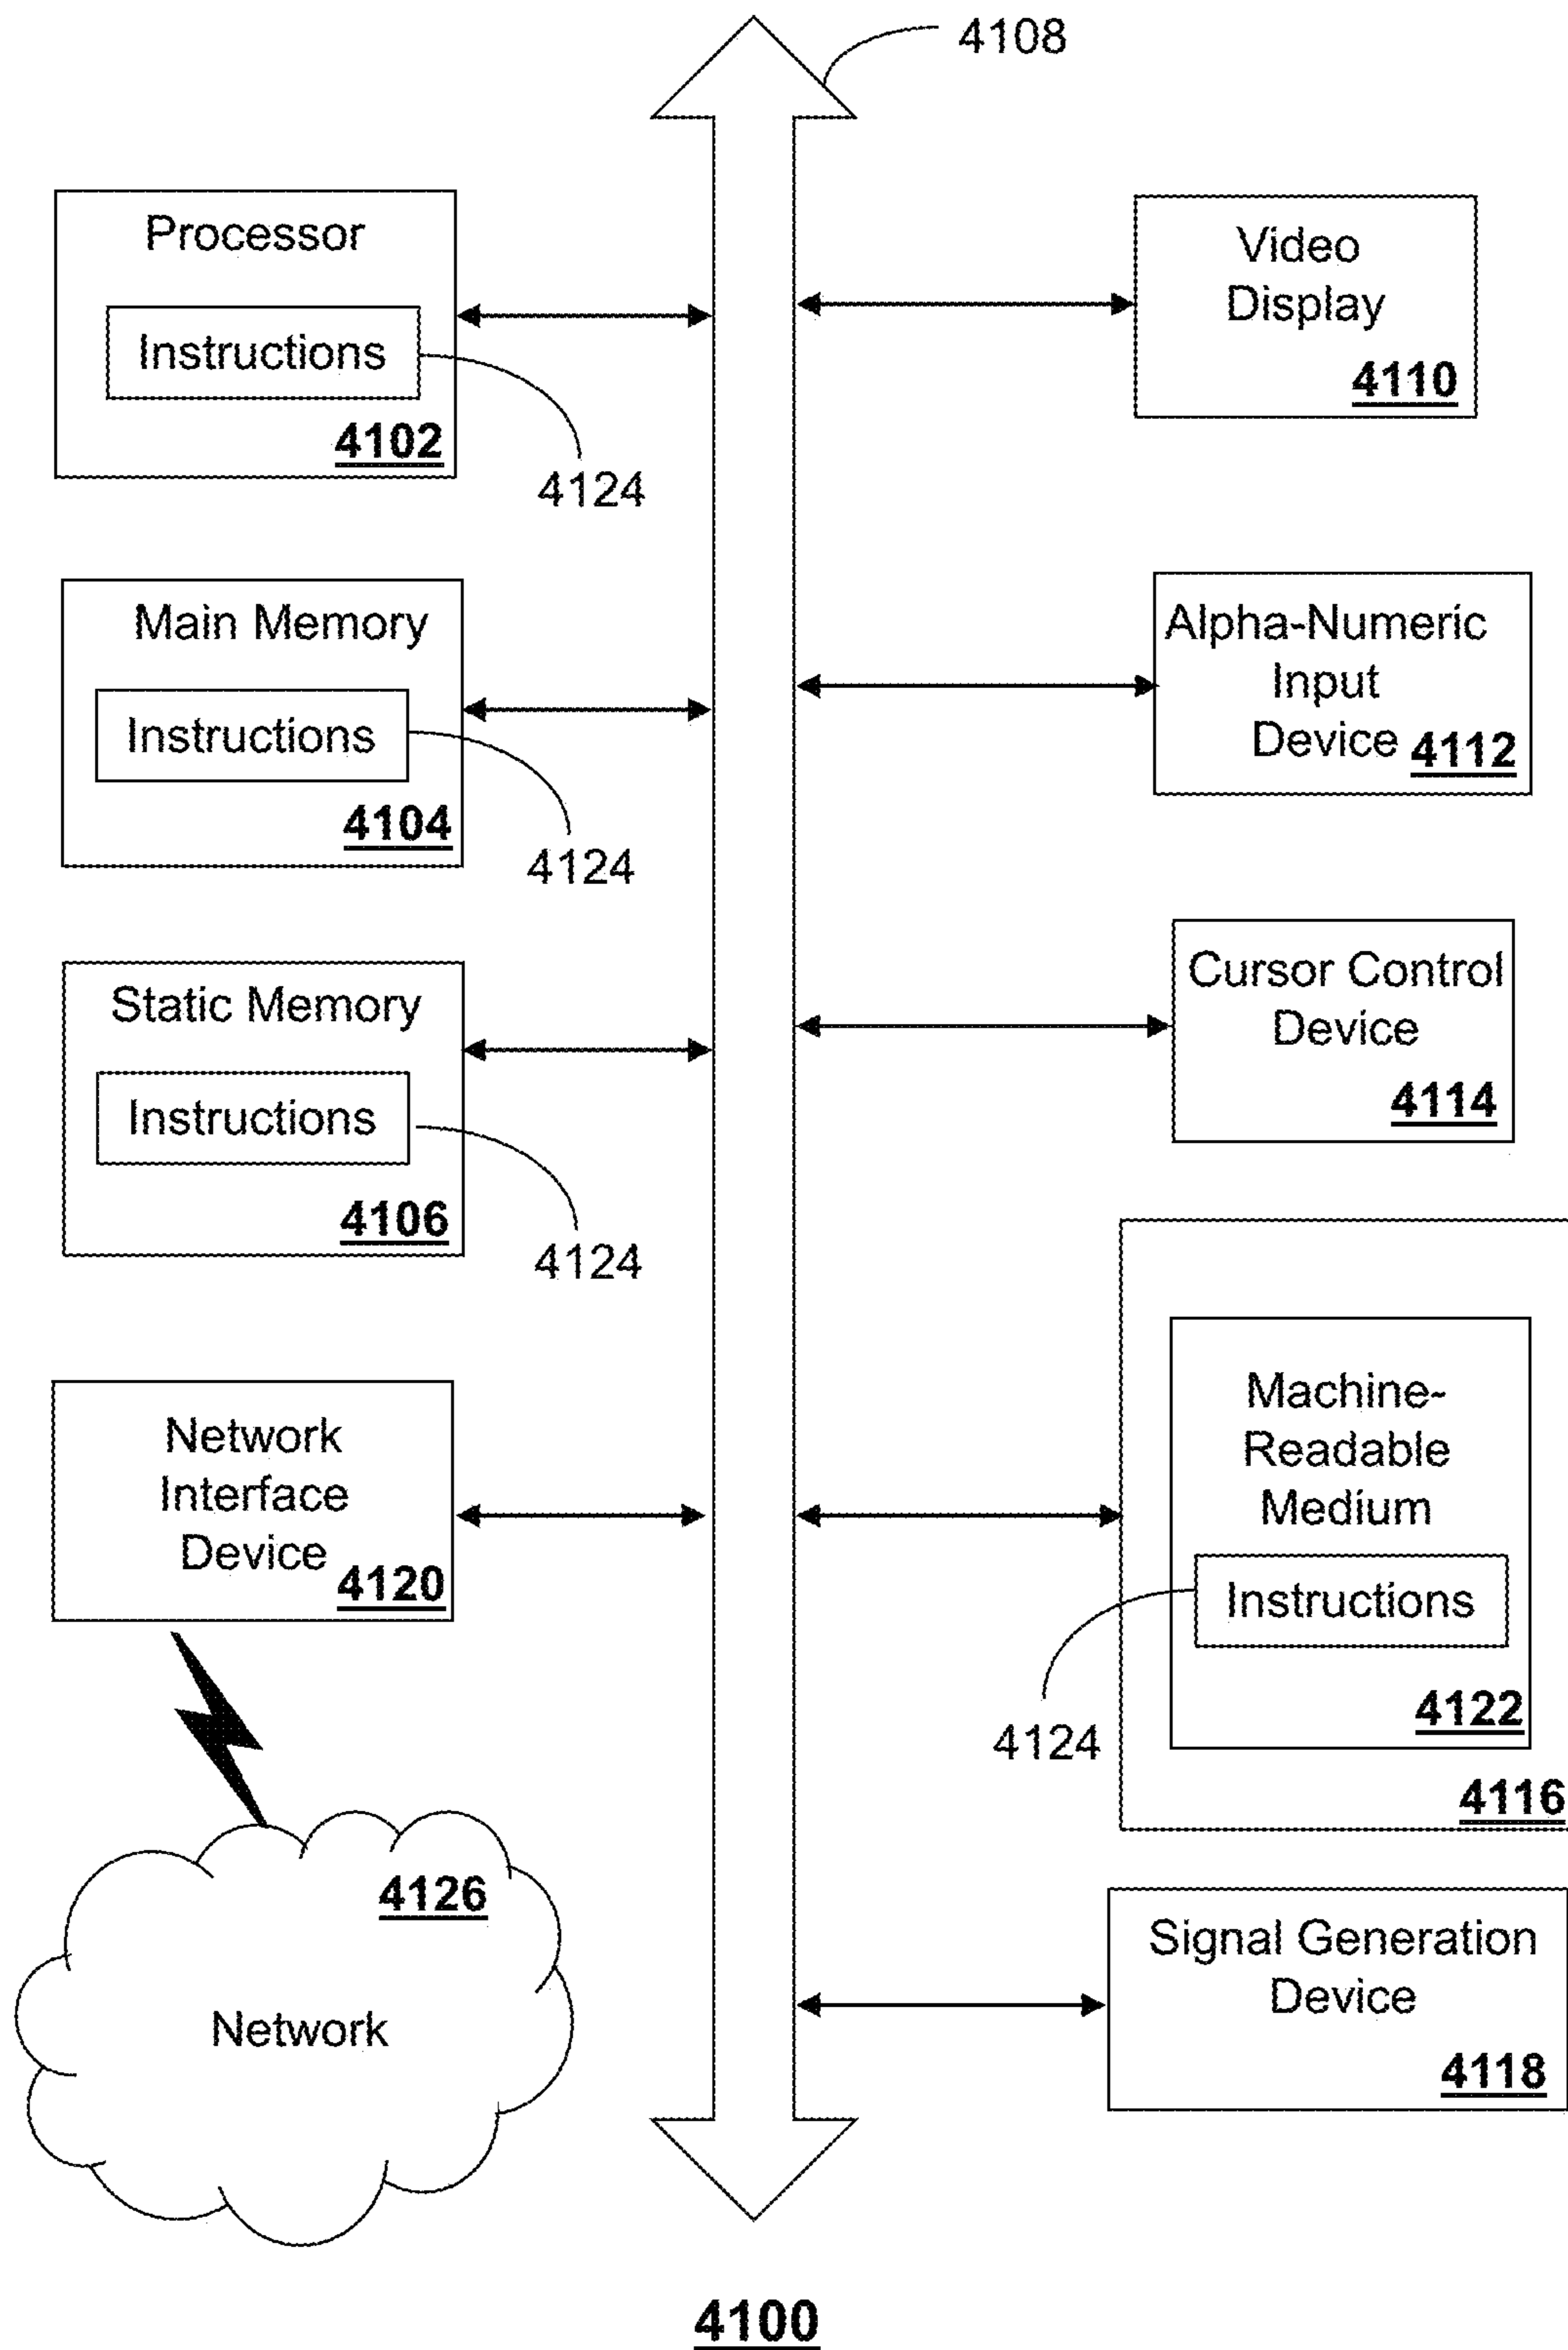 4108
Processor
Instructions
4102
4124
Main Memory
Instructions
4104
4124
Static Memory
Instructions
4106
4124
Network
Interface
Device
4120
4126
Network
Video
Display
4110
Alpha-Numeric
Input
Device 4112
Cursor Control
Device
4114
Machine-
Readable
Medium
Instructions
4122
4124
4116
Signal Generation
Device
4118
4100